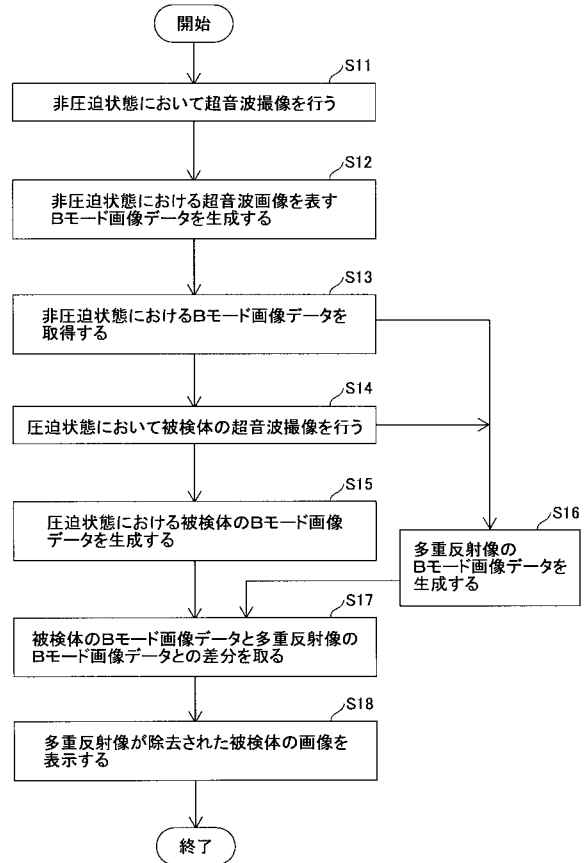 開始
S11
非圧迫状態において超音波撮像を行う
S12
非圧迫状態における超音波画像を表す
Bモード画像データを生成する
S13
非圧迫状態におけるBモード画像データを
取得する
S14
圧迫状態において被検体の超音波撮像を行う
S15
圧迫状態における被検体のBモード画像
データを生成する
S16
多重反射像の
Bモード画像データを
生成する
S17
被検体のBモード画像データと多重反射像の
Bモード画像データとの差分を取る
S18
多重反射像が除去された被検体の画像を
表示する
終了